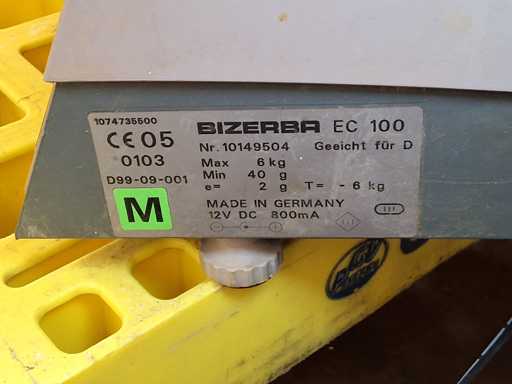 1074735500
CE 05
0103
D99-09-001
M
BIZERBA EC 100
Nr. 10149504 Geeicht für D
Max 6 kg
Min 40 g
e= 2 g T= - 6 kg
MADE IN GERMANY
12V DC 800mA